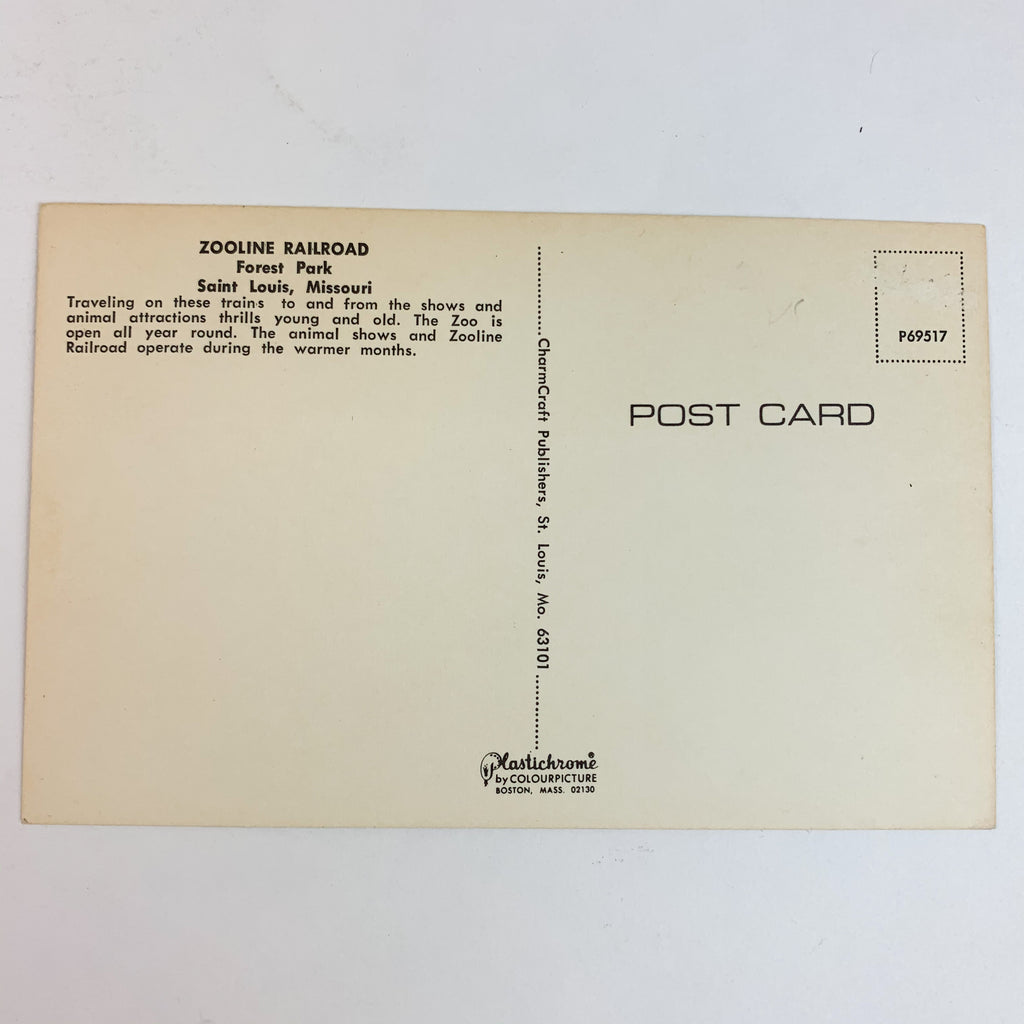 ZOOLINE RAILROAD
Forest Park
Saint Louis, Missouri
Traveling on these trains to and from the shows and
animal attractions thrills young and old. The Zoo is
open all year round. The animal shows and Zooline
Railroad operate during the warmer months.
CharmCraft Publishers, St. Louis, Mo. 63101
Plastichrome®
by COLOURPICTURE
BOSTON, MASS. 02130
P69517
POST CARD